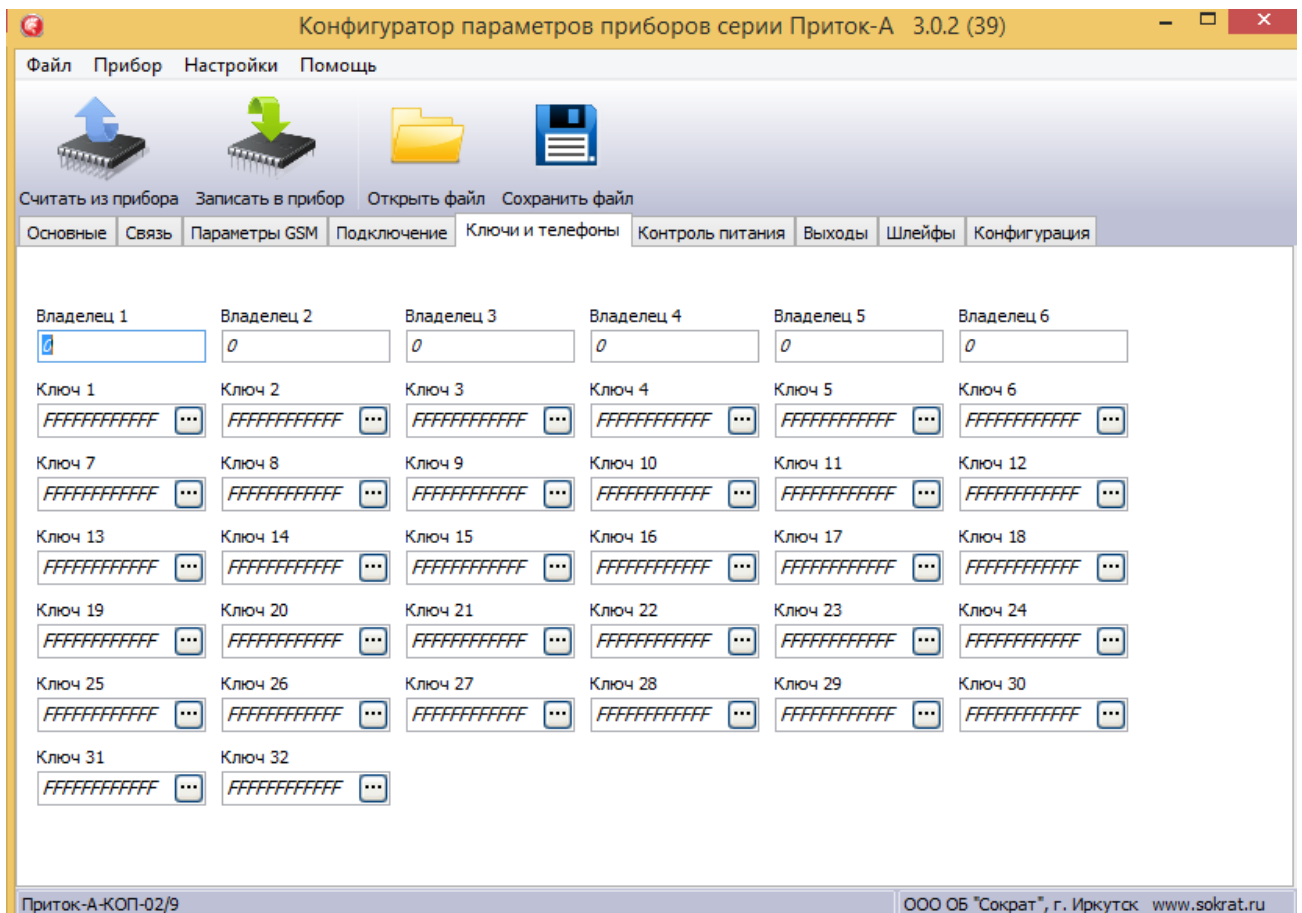 Конфигуратор параметров приборов серии Приток-А 3.0.2 (39)
Файл Прибор Настройки Помощь
Считать из прибора Записать в прибор Открыть файл Сохранить файл
Основные Связь Параметры GSM Подключение Ключи и телефоны Контроль питания Выходы Шлейфы Конфигурация
Владелец 1 Владелец 2 Владелец 3 Владелец 4 Владелец 5 Владелец 6
0 0 0 0 0 0
Ключ 1 Ключ 2 Ключ 3 Ключ 4 Ключ 5 Ключ 6
FFFFFFFFFFFF ... FFFFFFFFFFFF ... FFFFFFFFFFFF ... FFFFFFFFFFFF ... FFFFFFFFFFFF ... FFFFFFFFFFFF ...
Ключ 7 Ключ 8 Ключ 9 Ключ 10 Ключ 11 Ключ 12
FFFFFFFFFFFF ... FFFFFFFFFFFF ... FFFFFFFFFFFF ... FFFFFFFFFFFF ... FFFFFFFFFFFF ... FFFFFFFFFFFF ...
Ключ 13 Ключ 14 Ключ 15 Ключ 16 Ключ 17 Ключ 18
FFFFFFFFFFFF ... FFFFFFFFFFFF ... FFFFFFFFFFFF ... FFFFFFFFFFFF ... FFFFFFFFFFFF ... FFFFFFFFFFFF ...
Ключ 19 Ключ 20 Ключ 21 Ключ 22 Ключ 23 Ключ 24
FFFFFFFFFFFF ... FFFFFFFFFFFF ... FFFFFFFFFFFF ... FFFFFFFFFFFF ... FFFFFFFFFFFF ... FFFFFFFFFFFF ...
Ключ 25 Ключ 26 Ключ 27 Ключ 28 Ключ 29 Ключ 30
FFFFFFFFFFFF ... FFFFFFFFFFFF ... FFFFFFFFFFFF ... FFFFFFFFFFFF ... FFFFFFFFFFFF ... FFFFFFFFFFFF ...
Ключ 31 Ключ 32
FFFFFFFFFFFF ... FFFFFFFFFFFF ...
Приток-А-КОП-02/9 ООО ОБ "Сократ", г. Иркутск www.sokrat.ru